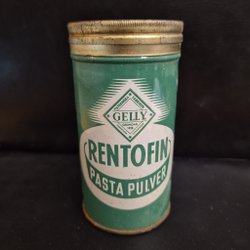 GELLY
RENTOFIN
PASTA PULVER